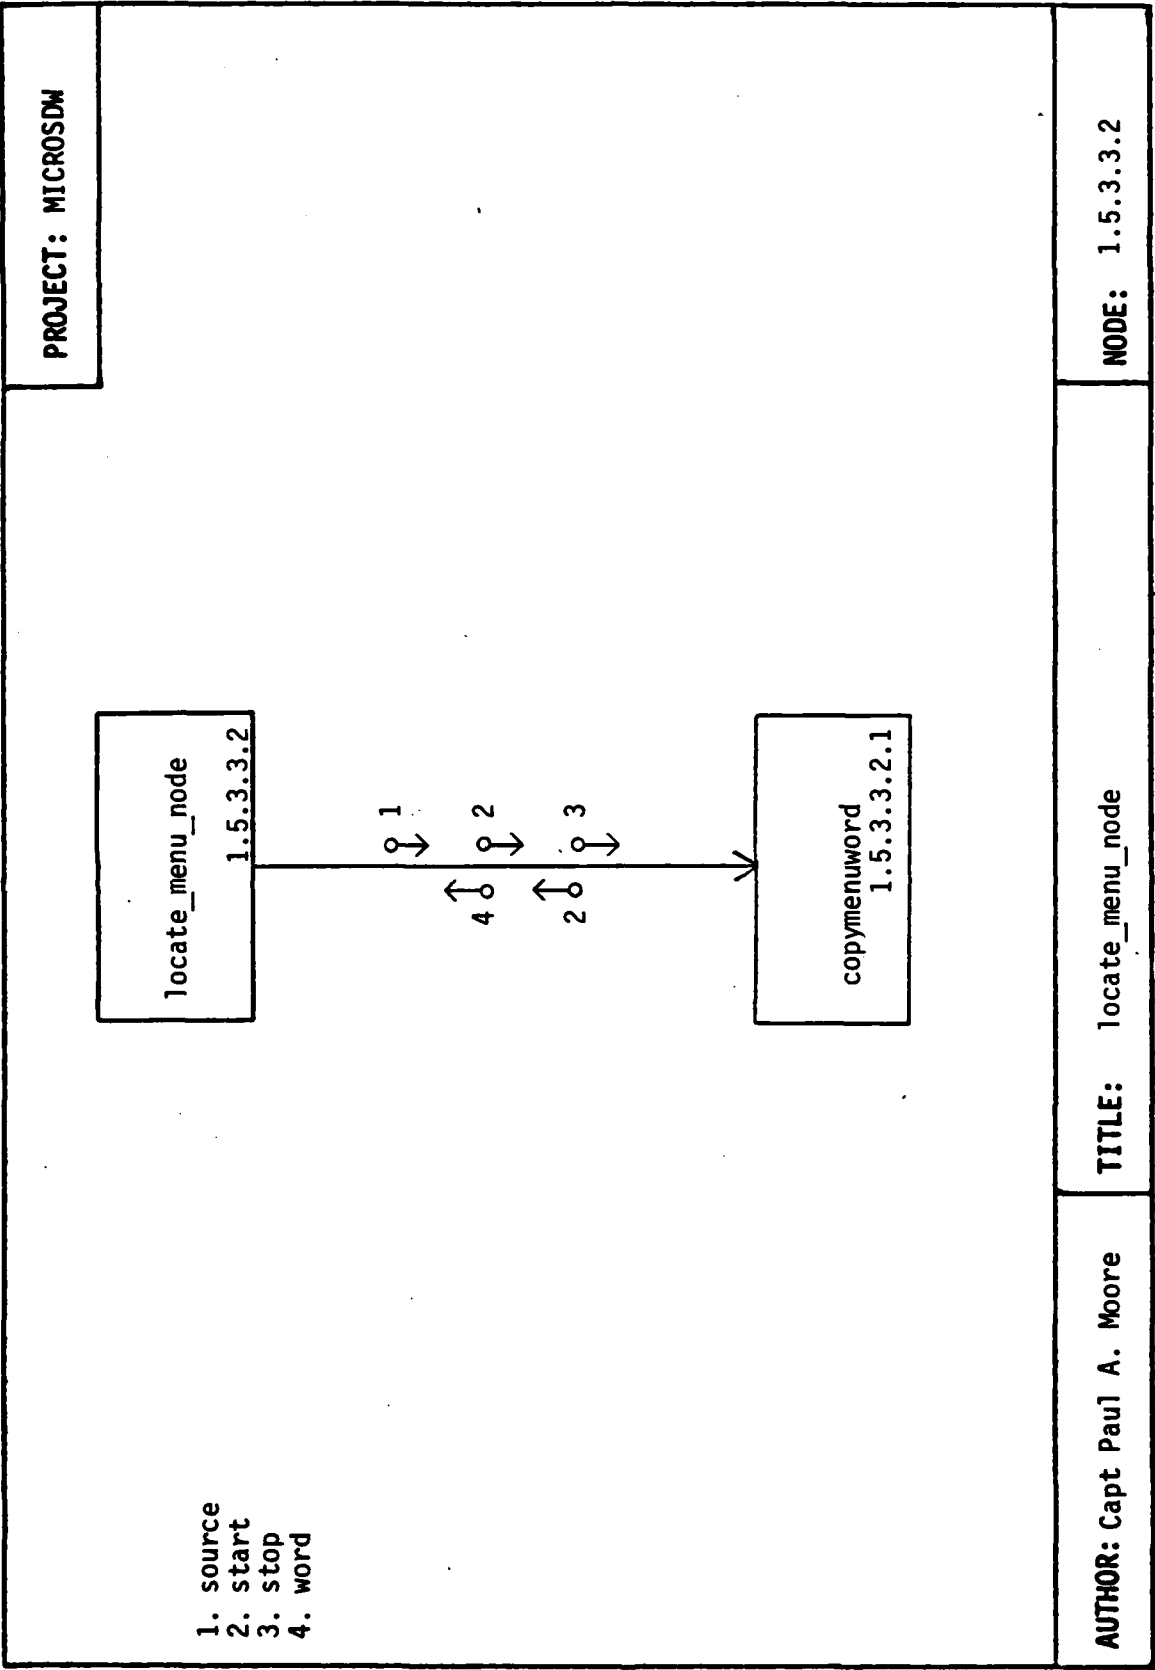 PROJECT: MICROSDW
1. source
2. start
3. stop
4. word
locate_menu_node
1.5.3.3.2
1
4
2
2
3
copymenuword
1.5.3.3.2.1
AUTHOR: Capt Paul A. Moore
TITLE: locate_menu_node
NODE: 1.5.3.3.2